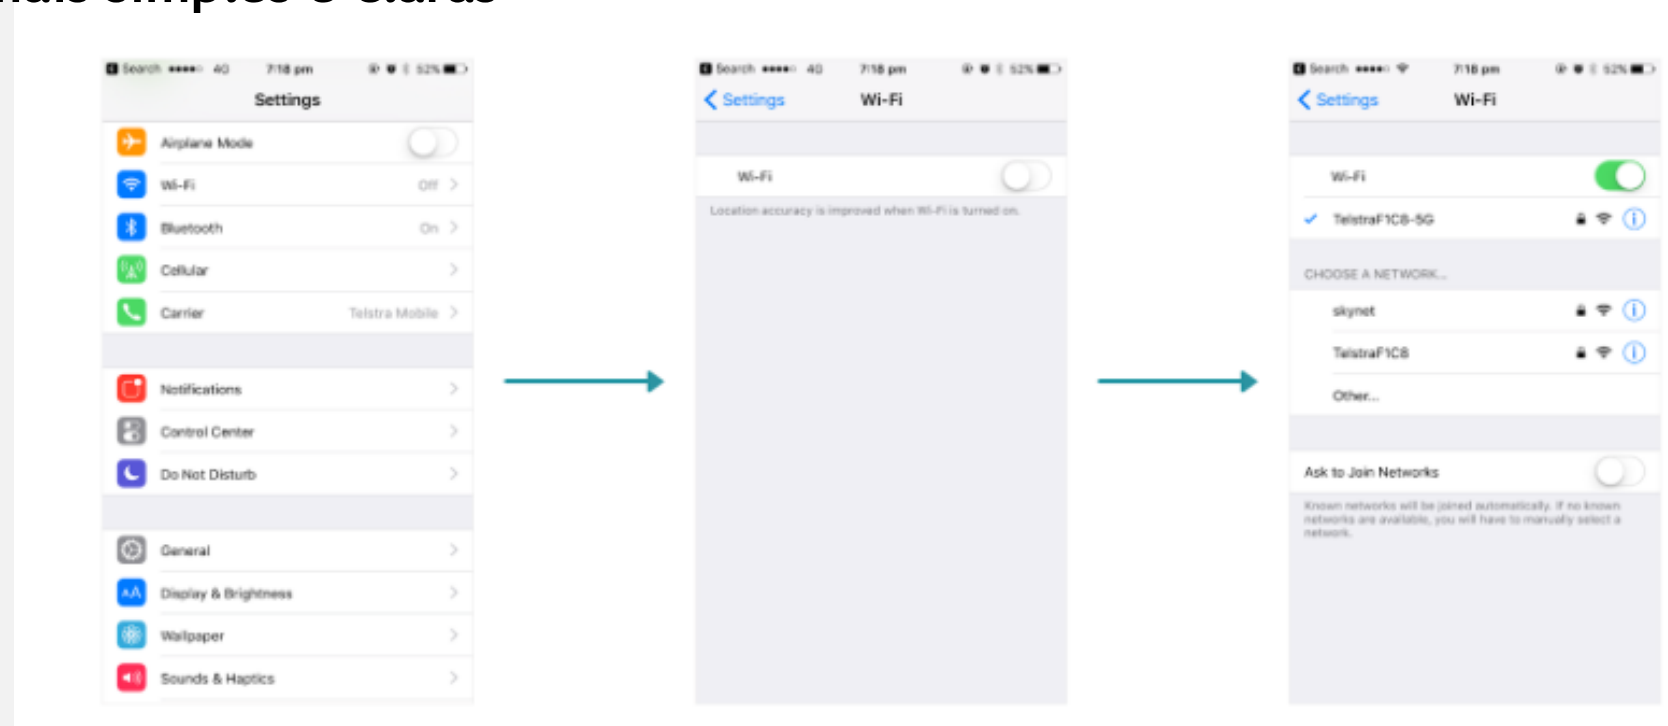 mais simples e claras
Search 4G 7:18 pm 52%
Settings
Airplane Mode
Wi-Fi Off
Bluetooth On
Cellular
Carrier Telstra Mobile
Notifications
Control Center
Do Not Disturb
General
Display & Brightness
Wallpaper
Sounds & Haptics
Search 4G 7:18 pm 52%
Settings Wi-Fi
Wi-Fi
Location accuracy is improved when Wi-Fi is turned on.
Search 7:18 pm 52%
Settings Wi-Fi
Wi-Fi
TelstraF1C8-5G
CHOOSE A NETWORK...
skynet
TelstraF1C8
Other...
Ask to Join Networks
Known networks will be joined automatically. If no known
networks are available, you will have to manually select a
network.